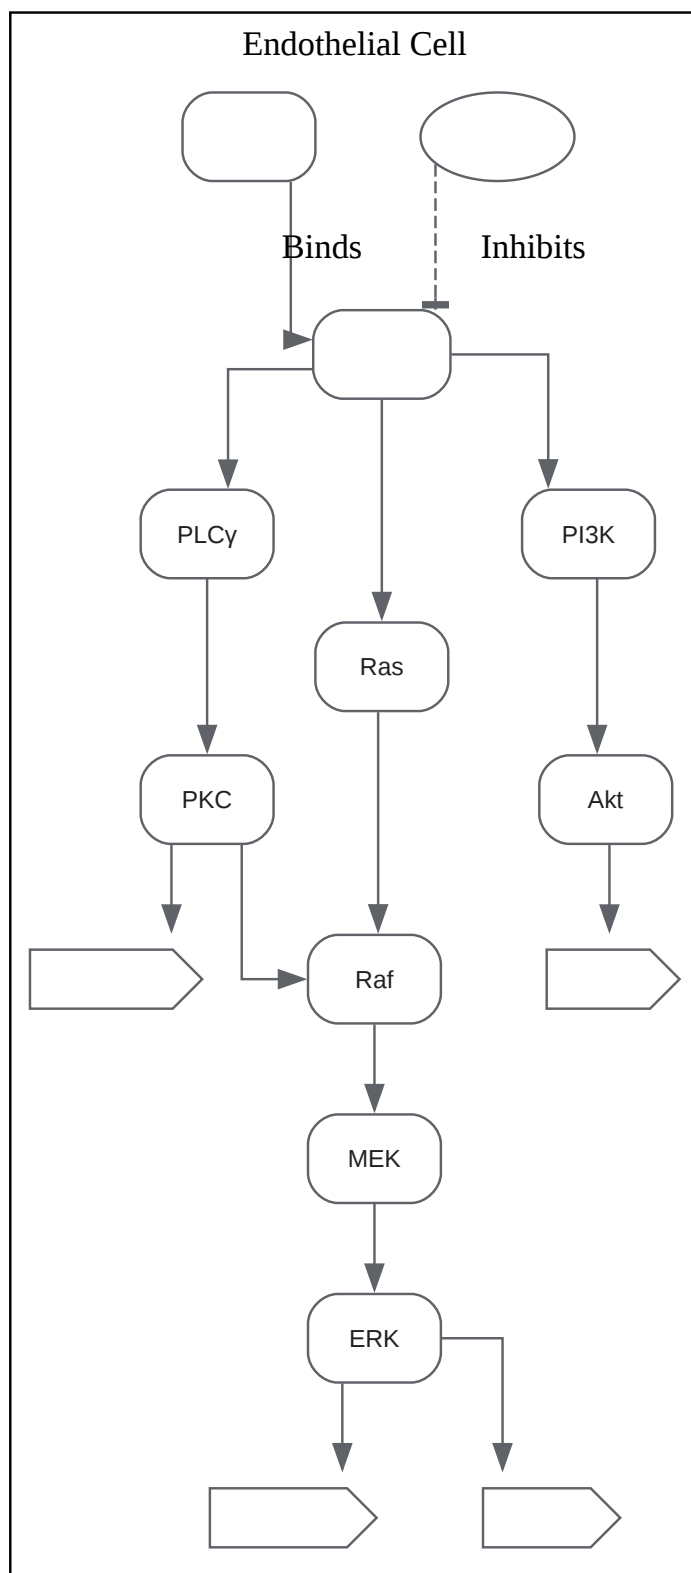 Endothelial Cell
Binds
Inhibits
PLCγ
PI3K
Ras
PKC
Akt
Raf
MEK
ERK